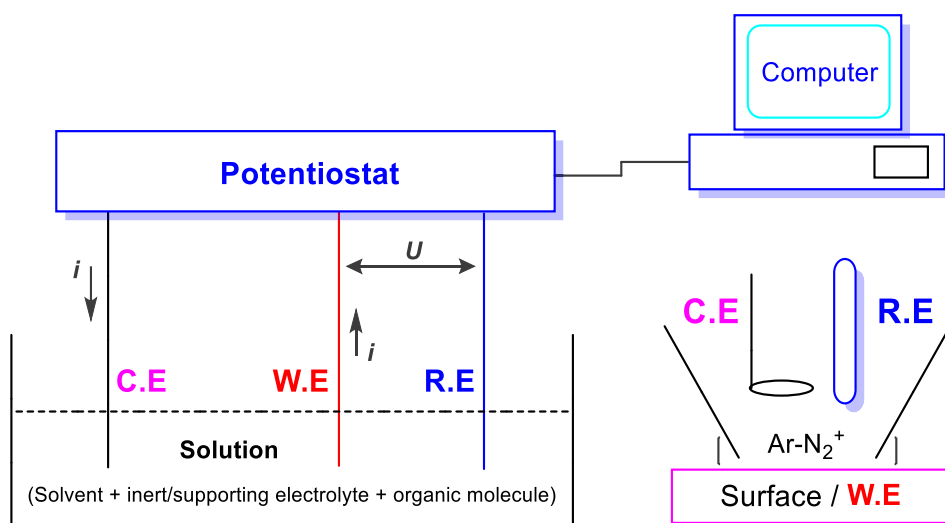 Computer
Potentiostat
i
U
i
C.E
W.E
R.E
Solution
(Solvent + inert/supporting electrolyte + organic molecule)
C.E
R.E
Ar-N₂⁺
Surface / W.E